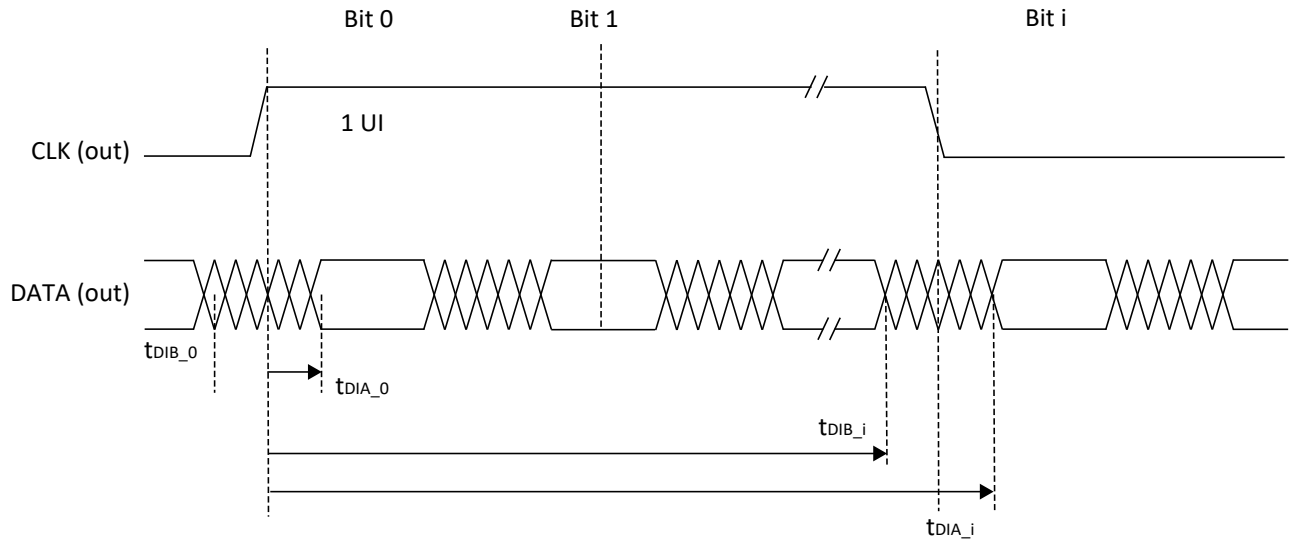 Bit 0 Bit 1 Bit i
1 UI
CLK (out)
DATA (out)
tDIB_0
tDIA_0
tDIB_i
tDIA_i